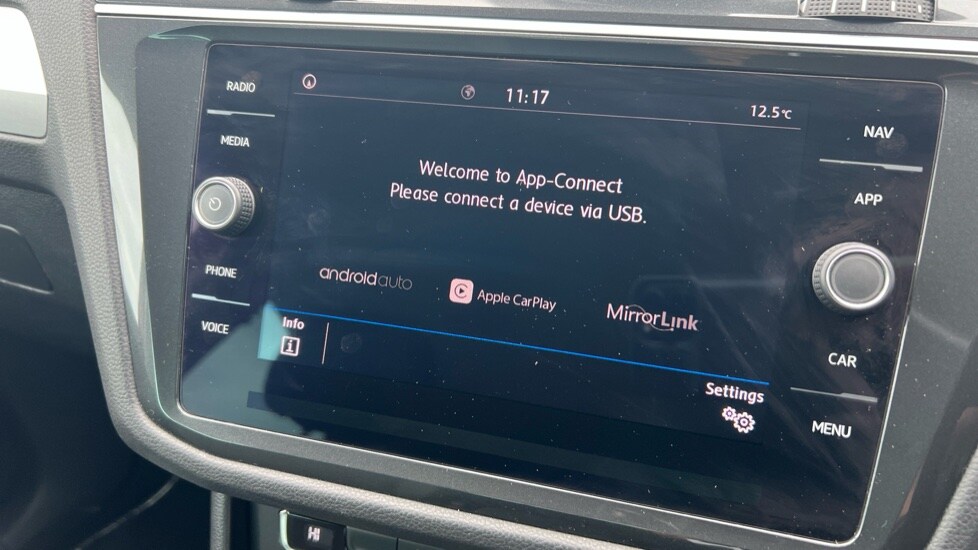 RADIO
MEDIA
PHONE
VOICE
11:17
12.5°C
Welcome to App-Connect
Please connect a device via USB.
androidauto
Apple CarPlay
MirrorLink
Info
i
Settings
NAV
APP
CAR
MENU
HI